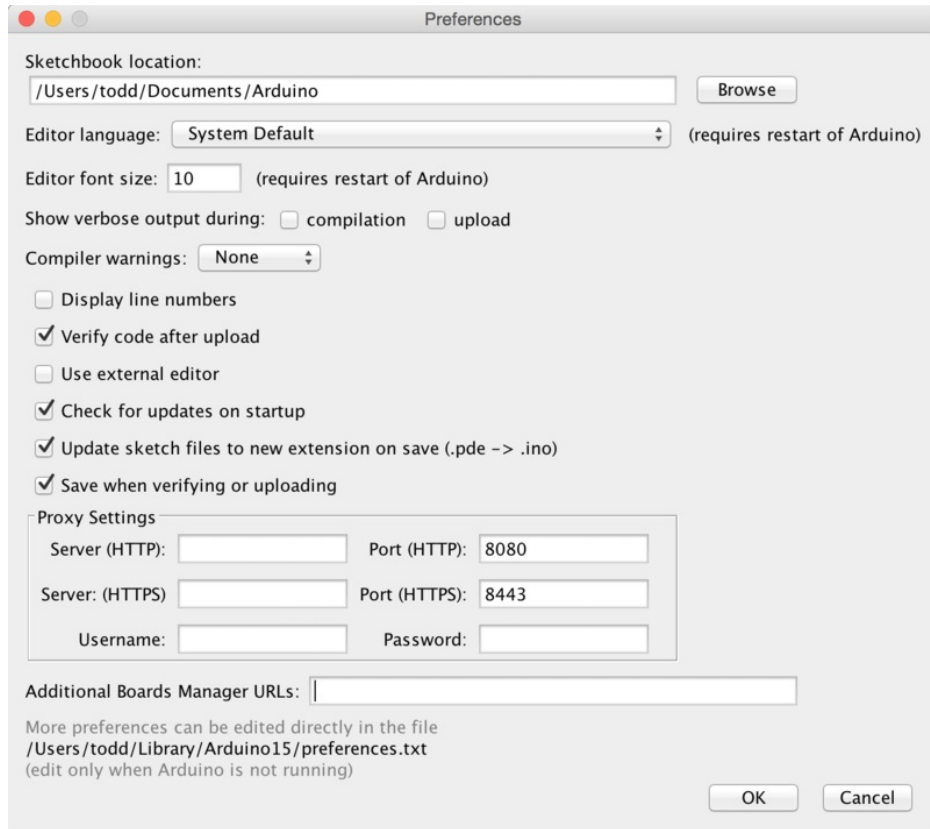 Preferences
Sketchbook location:
/Users/todd/Documents/Arduino Browse
Editor language: System Default (requires restart of Arduino)
Editor font size: 10 (requires restart of Arduino)
Show verbose output during: compilation upload
Compiler warnings: None
Display line numbers
Verify code after upload
Use external editor
Check for updates on startup
Update sketch files to new extension on save (.pde -> .ino)
Save when verifying or uploading
Proxy Settings
Server (HTTP): Port (HTTP): 8080
Server: (HTTPS) Port (HTTPS): 8443
Username: Password:
Additional Boards Manager URLs:
More preferences can be edited directly in the file
/Users/todd/Library/Arduino15/preferences.txt
(edit only when Arduino is not running)
OK Cancel